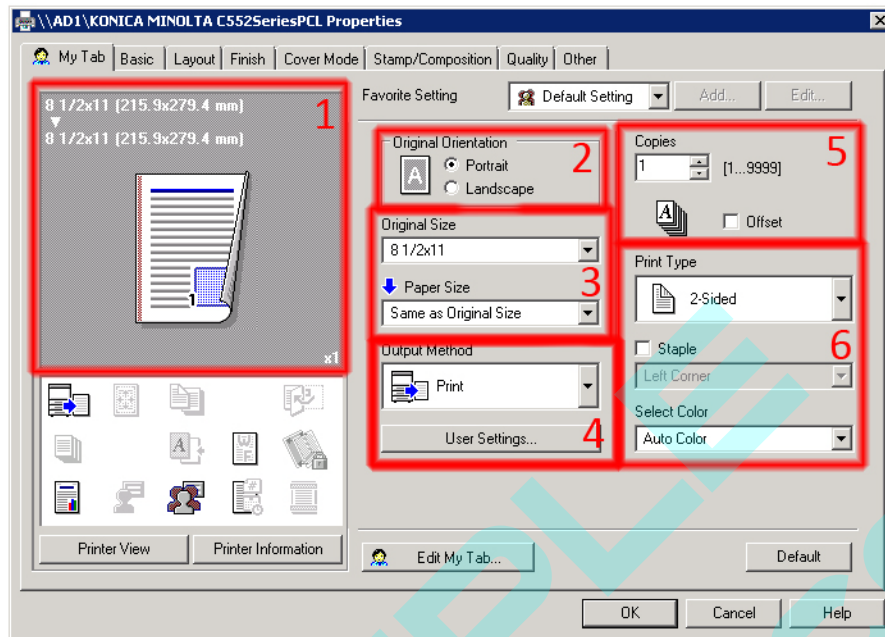 \\AD1\KONICA MINOLTA C552SeriesPCL Properties
My Tab Basic Layout Finish Cover Mode Stamp/Composition Quality Other
8 1/2x11 (215.9x279.4 mm)
8 1/2x11 (215.9x279.4 mm)
1
1
x1
Printer View
Printer Information
Favorite Setting
Default Setting
Add...
Edit...
Original Orientation
A
Portrait
Landscape
2
Original Size
8 1/2x11
Paper Size
Same as Original Size
3
Output Method
Print
User Settings...
4
Copies
1
[1...9999]
5
A
Offset
Print Type
2-Sided
Staple
Left Corner
6
Select Color
Auto Color
Edit My Tab...
Default
OK
Cancel
Help